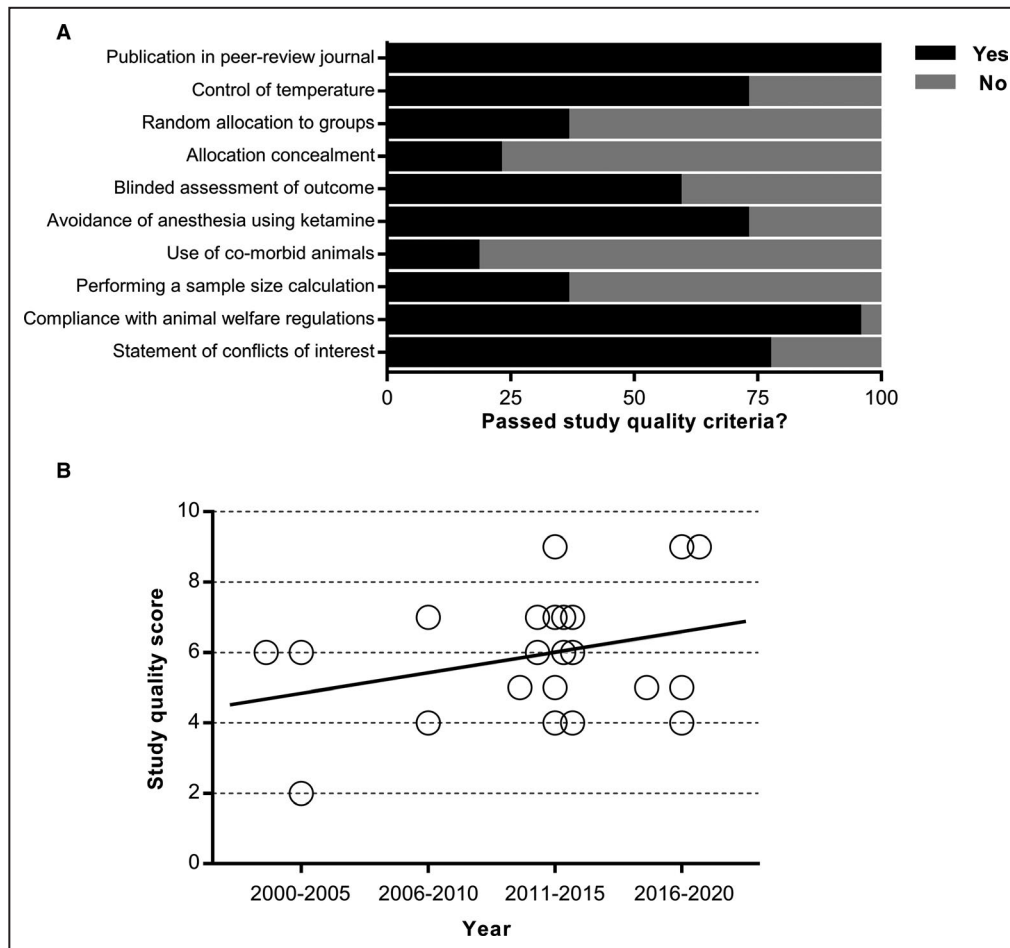 A
Publication in peer-review journal
Control of temperature
Random allocation to groups
Allocation concealment
Blinded assessment of outcome
Avoidance of anesthesia using ketamine
Use of co-morbid animals
Performing a sample size calculation
Compliance with animal welfare regulations
Statement of conflicts of interest
0 25 50 75 100
Passed study quality criteria?
Yes
No
B
Study quality score
10
8
6
4
2
0
2000-2005 2006-2010 2011-2015 2016-2020
Year